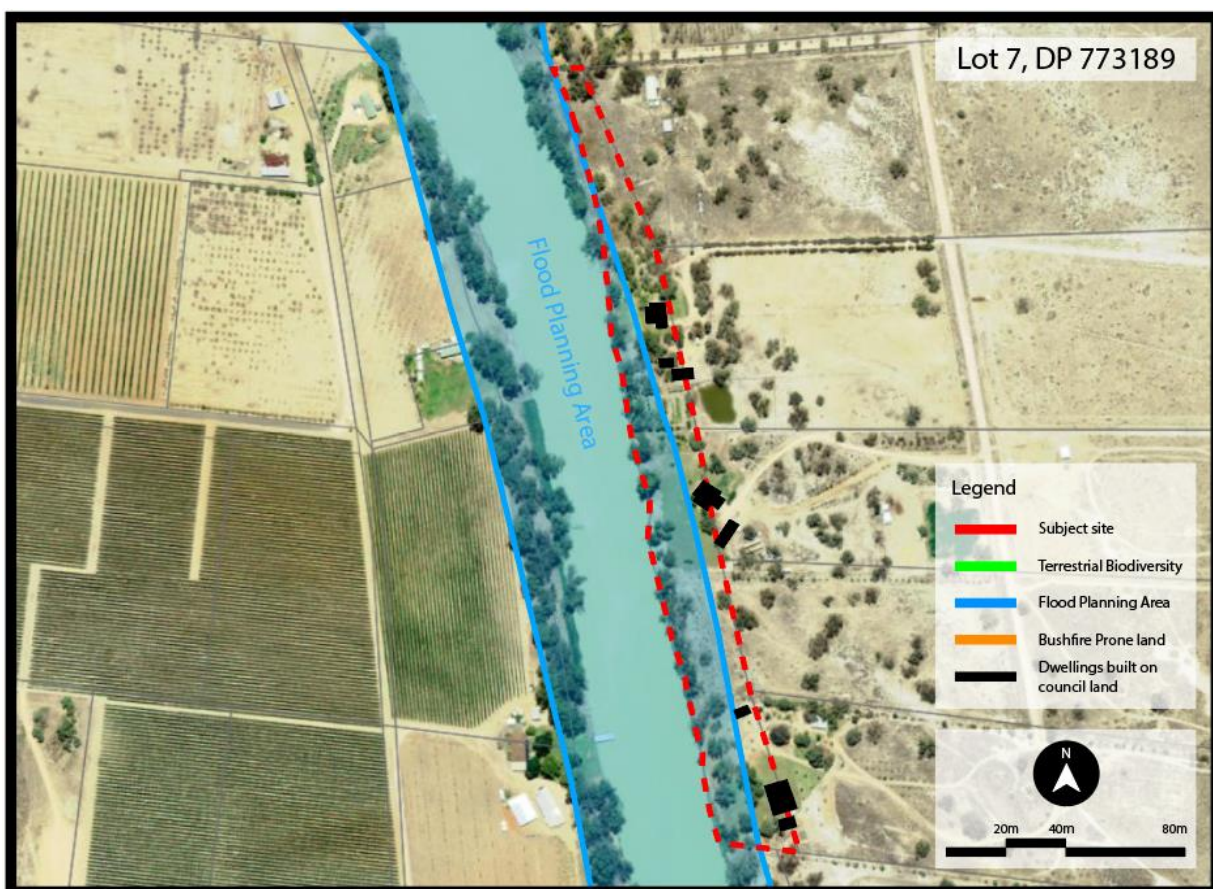 Lot 7, DP 773189
Flood Planning Area
Legend
Subject site
Terrestrial Biodiversity
Flood Planning Area
Bushfire Prone land
Dwellings built on
council land
N
20m 40m 80m